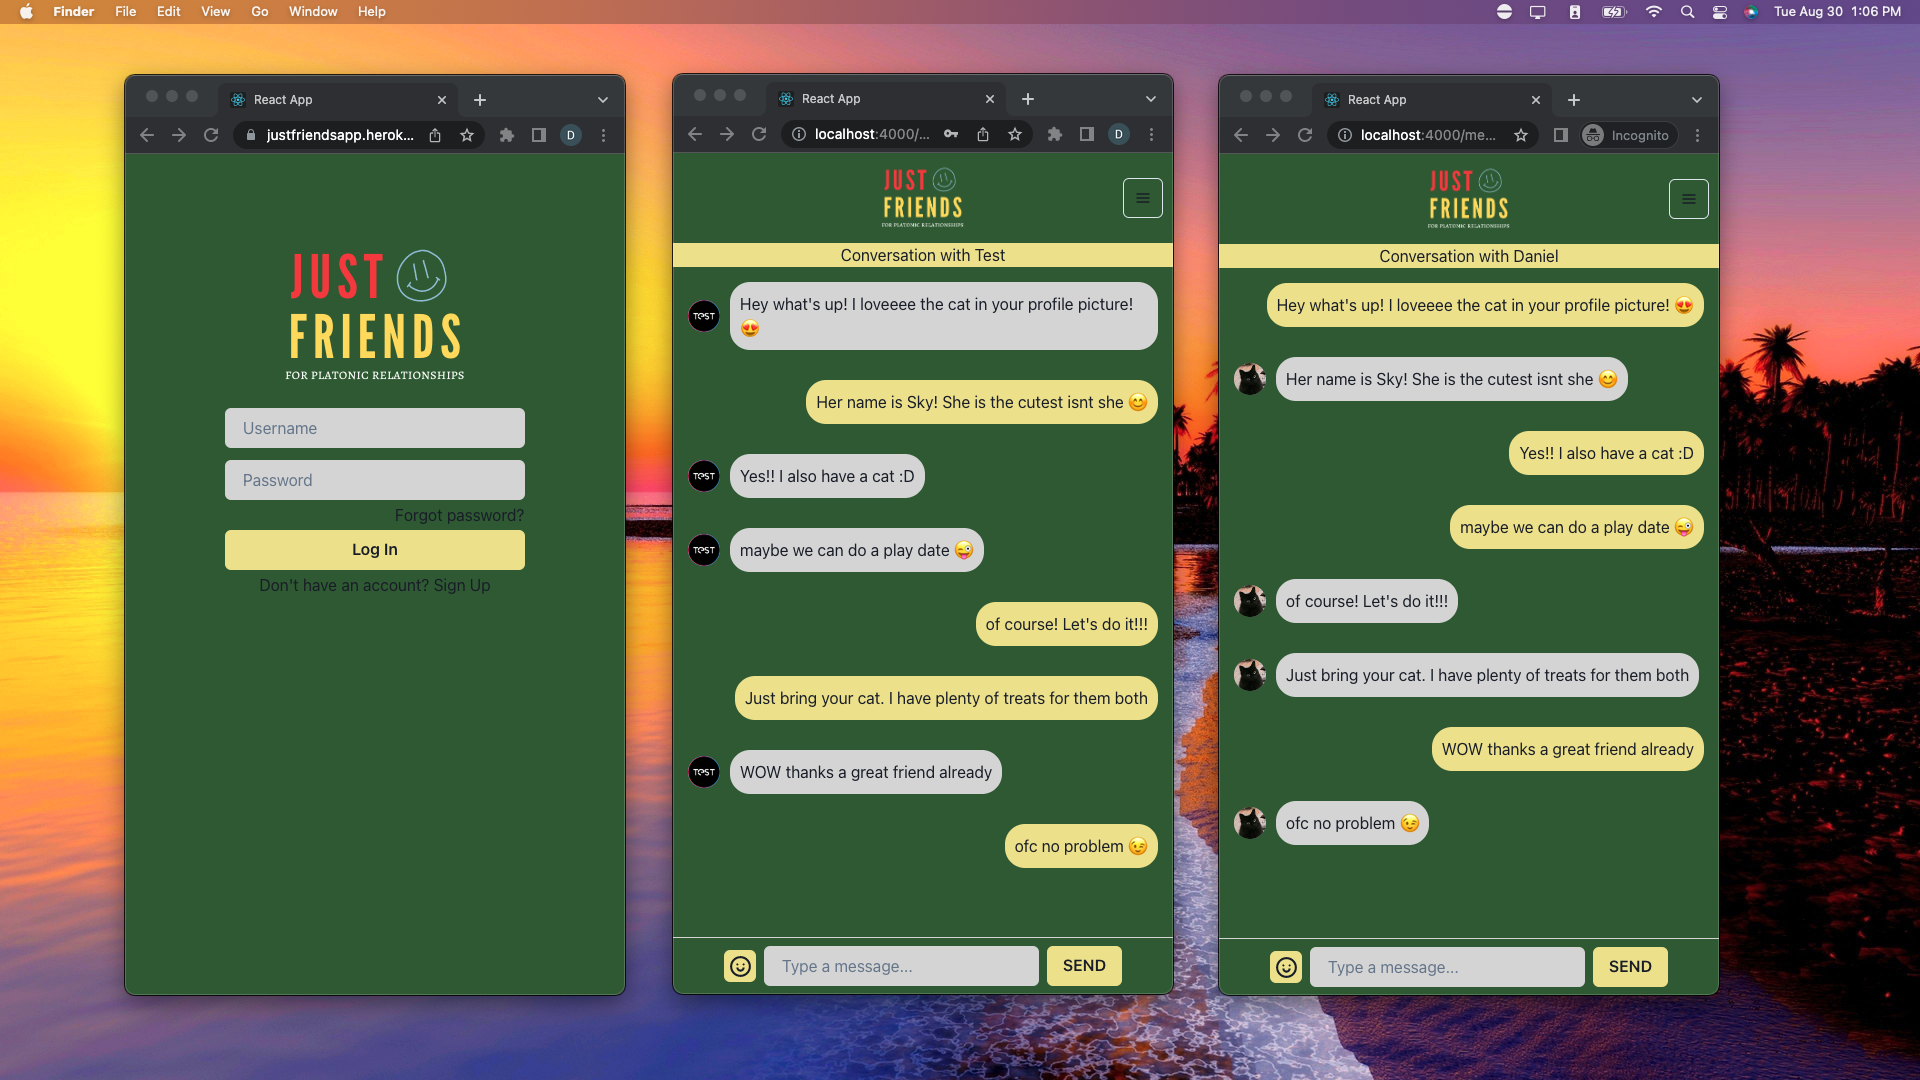 Finder File Edit View Go Window Help Tue Aug 30 1:06 PM
React App
justfriendsapp.herok... D
JUST
FRIENDS
FOR PLATONIC RELATIONSHIPS
Username
Password
Forgot password?
Log In
Don't have an account? Sign Up
React App
localhost:4000/... D
JUST
FRIENDS
FOR PLATONIC RELATIONSHIPS
Conversation with Test
TEST
Hey what's up! I loveeee the cat in your profile picture!
😍
Her name is Sky! She is the cutest isnt she 😊
TEST
Yes!! I also have a cat :D
TEST
maybe we can do a play date 😜
of course! Let's do it!!!
Just bring your cat. I have plenty of treats for them both
TEST
WOW thanks a great friend already
ofc no problem 😉
Type a message...
SEND
React App
localhost:4000/me... Incognito
JUST
FRIENDS
FOR PLATONIC RELATIONSHIPS
Conversation with Daniel
Hey what's up! I loveeee the cat in your profile picture! 😍
Her name is Sky! She is the cutest isnt she 😊
Yes!! I also have a cat :D
maybe we can do a play date 😜
of course! Let's do it!!!
Just bring your cat. I have plenty of treats for them both
WOW thanks a great friend already
ofc no problem 😉
Type a message...
SEND